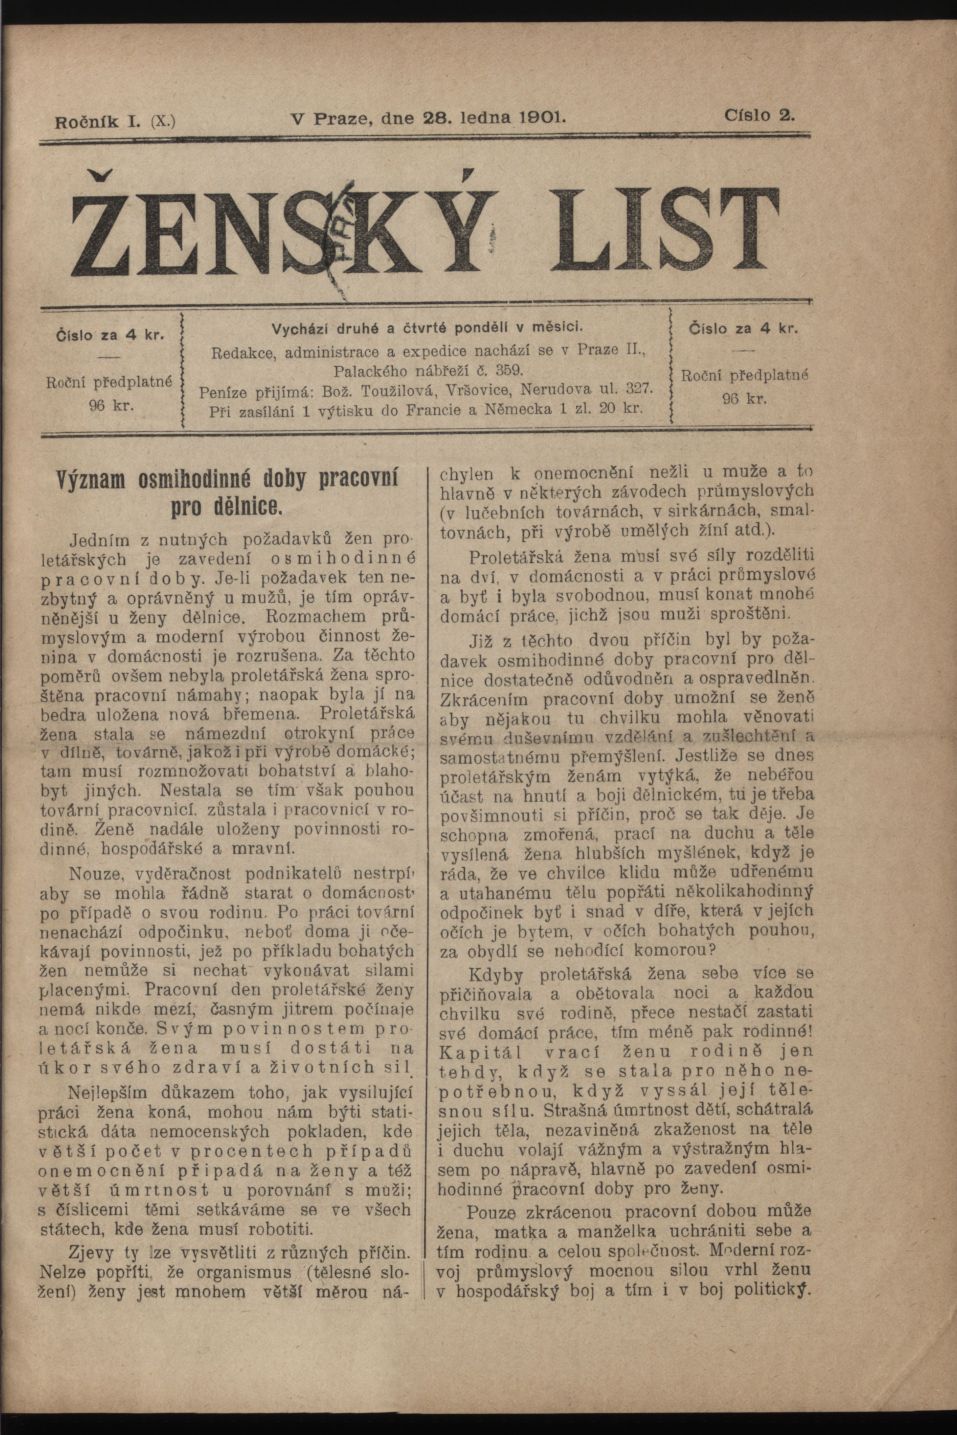 Ročník I. (X.)
V Praze, dne 28. ledna 1901.
Číslo 2.
ŽENSKÝ LIST
PRA
Číslo za 4 kr.
Roční předplatné
96 kr.
Vychází druhé a čtvrté pondělí v měsíci.
Redakce, administrace a expedice nachází se v Praze II.,
Palackého nábřeží č. 359.
Peníze přijímá: Bož. Toužilová, Vršovice, Nerudova ul. 327.
Při zasílání 1 výtisku do Francie a Německa 1 zl. 20 kr.
Číslo za 4 kr.
Roční předplatné
96 kr.
Význam osmihodinné doby pracovní
pro dělnice.
Jedním z nutných požadavků žen pro-
letářských je zavedení osmihodinné
pracovní doby. Je-li požadavek ten ne-
zbytný a oprávněný u mužů, je tím opráv-
něnější u ženy dělnice. Rozmachem prů-
myslovým a moderní výrobou činnost že-
nina v domácnosti je rozrušena. Za těchto
poměrů ovšem nebyla proletářská žena spro-
štěna pracovní námahy; naopak byla jí na
bedra uložena nová břemena. Proletářská
žena stala se námezdní otrokyní práce
v dílně, továrně, jakož i při výrobě domácké;
tam musí rozmnožovati bohatství a blaho-
byt jiných. Nestala se tím však pouhou
tovární pracovnicí, zůstala i pracovnicí v ro-
dině. Ženě nadále uloženy povinnosti ro-
dinné, hospodářské a mravní.
Nouze, vyděračnost podnikatelů nestrpí,
aby se mohla řádně starat o domácnost,
po případě o svou rodinu. Po práci tovární
nenachází odpočinku, neboť doma ji oče-
kávají povinnosti, jež po příkladu bohatých
žen nemůže si nechat vykonávat silami
placenými. Pracovní den proletářské ženy
nemá nikde mezí, časným jitrem počínaje
a nocí konče. Svým povinnostem pro-
letářská žena musí dostáti na
úkor svého zdraví a životních sil.
Nejlepším důkazem toho, jak vysilující
práci žena koná, mohou nám býti stati-
stická dáta nemocenských pokladen, kde
větší počet v procentech případů
onemocnění připadá na ženy a též
větší úmrtnost u porovnání s muži;
s číslicemi těmi setkáváme se ve všech
státech, kde žena musí robotiti.
Zjevy ty lze vysvětliti z různých příčin.
Nelze popříti, že organismus (tělesné slo-
žení) ženy jest mnohem větší měrou ná-
chylen k onemocnění nežli u muže a to
hlavně v některých závodech průmyslových
(v lučebních továrnách, v sirkárnách, smal-
tovnách, při výrobě umělých žíní atd.).
Proletářská žena musí své síly rozděliti
na dví, v domácnosti a v práci průmyslové
a byť i byla svobodnou, musí konat mnohé
domácí práce, jichž jsou muži sproštěni.
Již z těchto dvou příčin byl by poža-
davek osmihodinné doby pracovní pro děl-
nice dostatečně odůvodněn a ospravedlněn.
Zkrácením pracovní doby umožní se ženě
aby nějakou tu chvilku mohla věnovati
svému duševnímu vzdělání a zušlechtění a
samostatnému přemýšlení. Jestliže se dnes
proletářským ženám vytýká, že nebéřou
účast na hnutí a boji dělnickém, tu je třeba
povšimnouti si příčin, proč se tak děje. Je
schopna zmořená, prací na duchu a těle
vysílená žena hlubších myšlének, když je
ráda, že ve chvilce klidu může udřenému
a utahanému tělu popřáti několikahodinný
odpočinek byť i snad v díře, která v jejích
očích je bytem, v očích bohatých pouhou,
za obydlí se nehodící komorou?
Kdyby proletářská žena sebe více se
přičiňovala a obětovala noci a každou
chvilku své rodině, přece nestačí zastati
své domácí práce, tím méně pak rodinné!
Kapitál vrací ženu rodině jen
tehdy, když se stala pro něho ne-
potřebnou, když vyssál její těle-
snou sílu. Strašná úmrtnost dětí, schátralá
jejich těla, nezaviněná zkaženost na těle
i duchu volají vážným a výstražným hla-
sem po nápravě, hlavně po zavedení osmi-
hodinné pracovní doby pro ženy.
Pouze zkrácenou pracovní dobou může
žena, matka a manželka uchrániti sebe a
tím rodinu a celou společnost. Moderní roz-
voj průmyslový mocnou silou vrhl ženu
v hospodářský boj a tím i v boj politický.